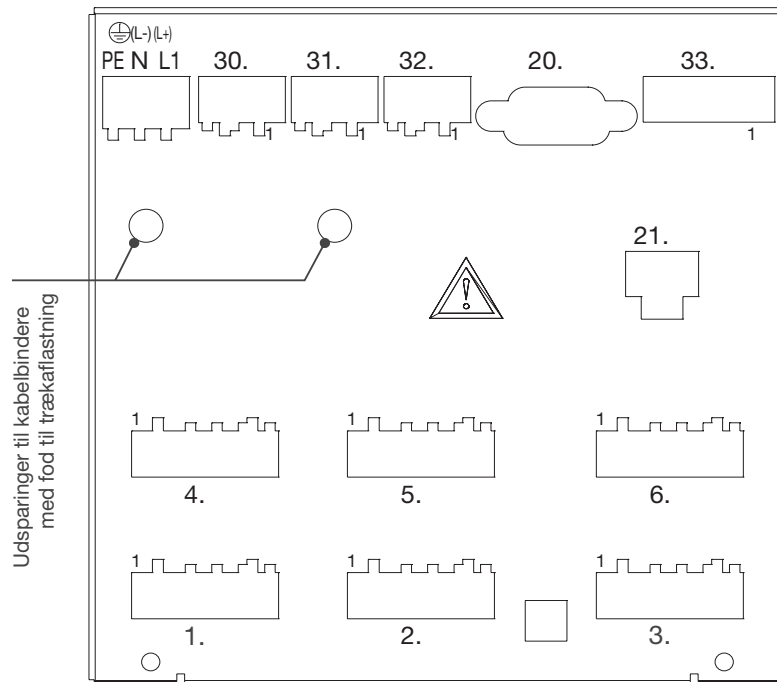 (L-) (L+)
PE N L1 30. 31. 32. 20. 33.
1 1 1 1
21.
Udsparinger til kabelbindere
med fod til trækaflastning
!
1 1 1
4. 5. 6.
1 1 1
1. 2. 3.